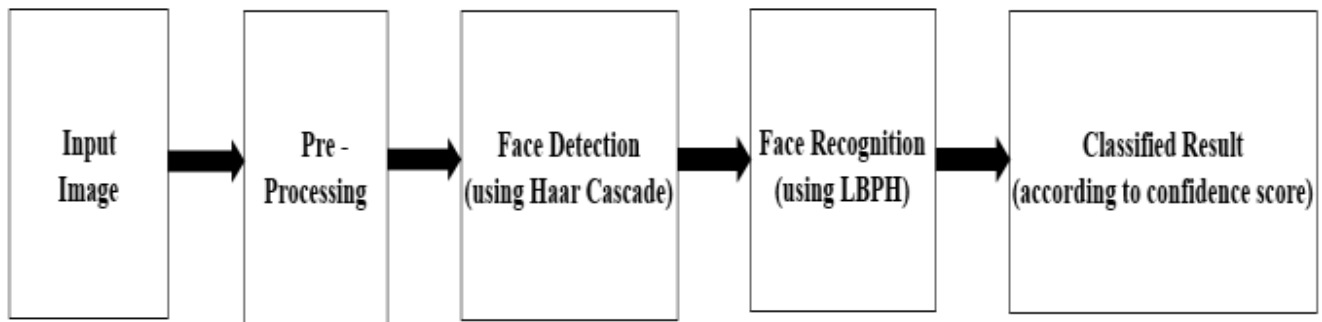 Input
Image
Pre -
Processing
Face Detection
(using Haar Cascade)
Face Recognition
(using LBPH)
Classified Result
(according to confidence score)